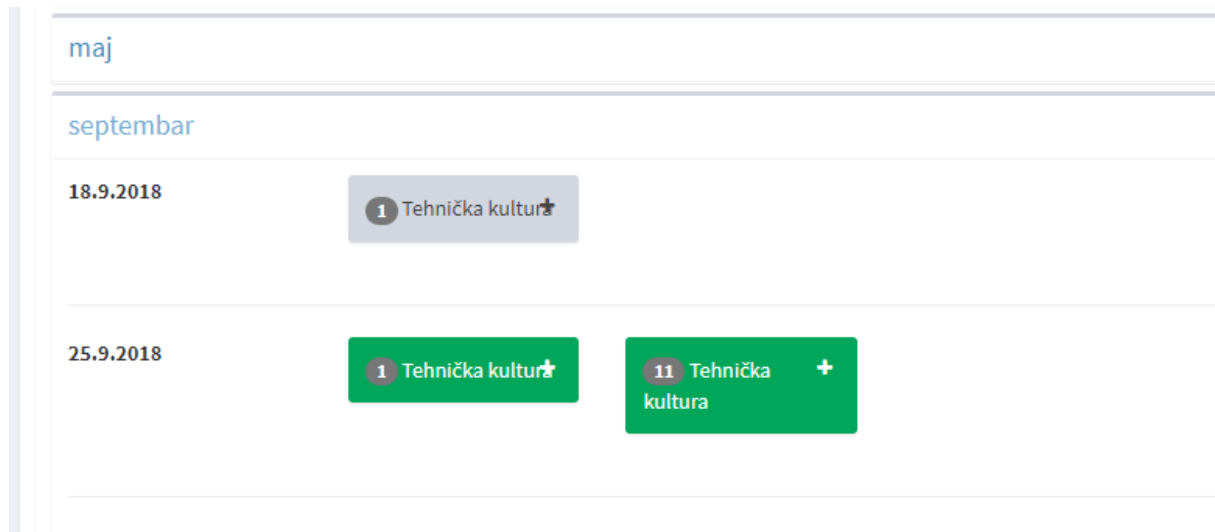 maj
septembar
18.9.2018
1 Tehnička kultura
25.9.2018
1 Tehnička kultura
11 Tehnička
kultura